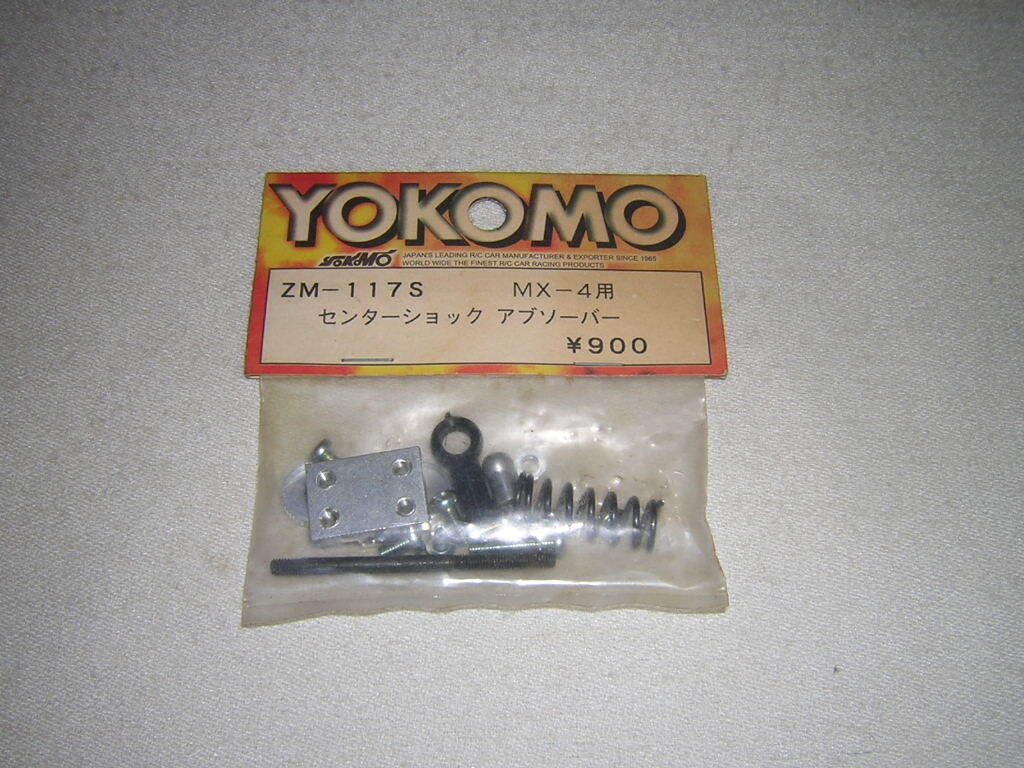 YOKOMO
YOKOMO JAPAN'S LEADING R/C CAR MANUFACTURER & EXPORTER SINCE 1965
WORLD WIDE THE FINEST R/C CAR RACING PRODUCTS
ZM-117S MX-4用
センターショック アブソーバー
¥900